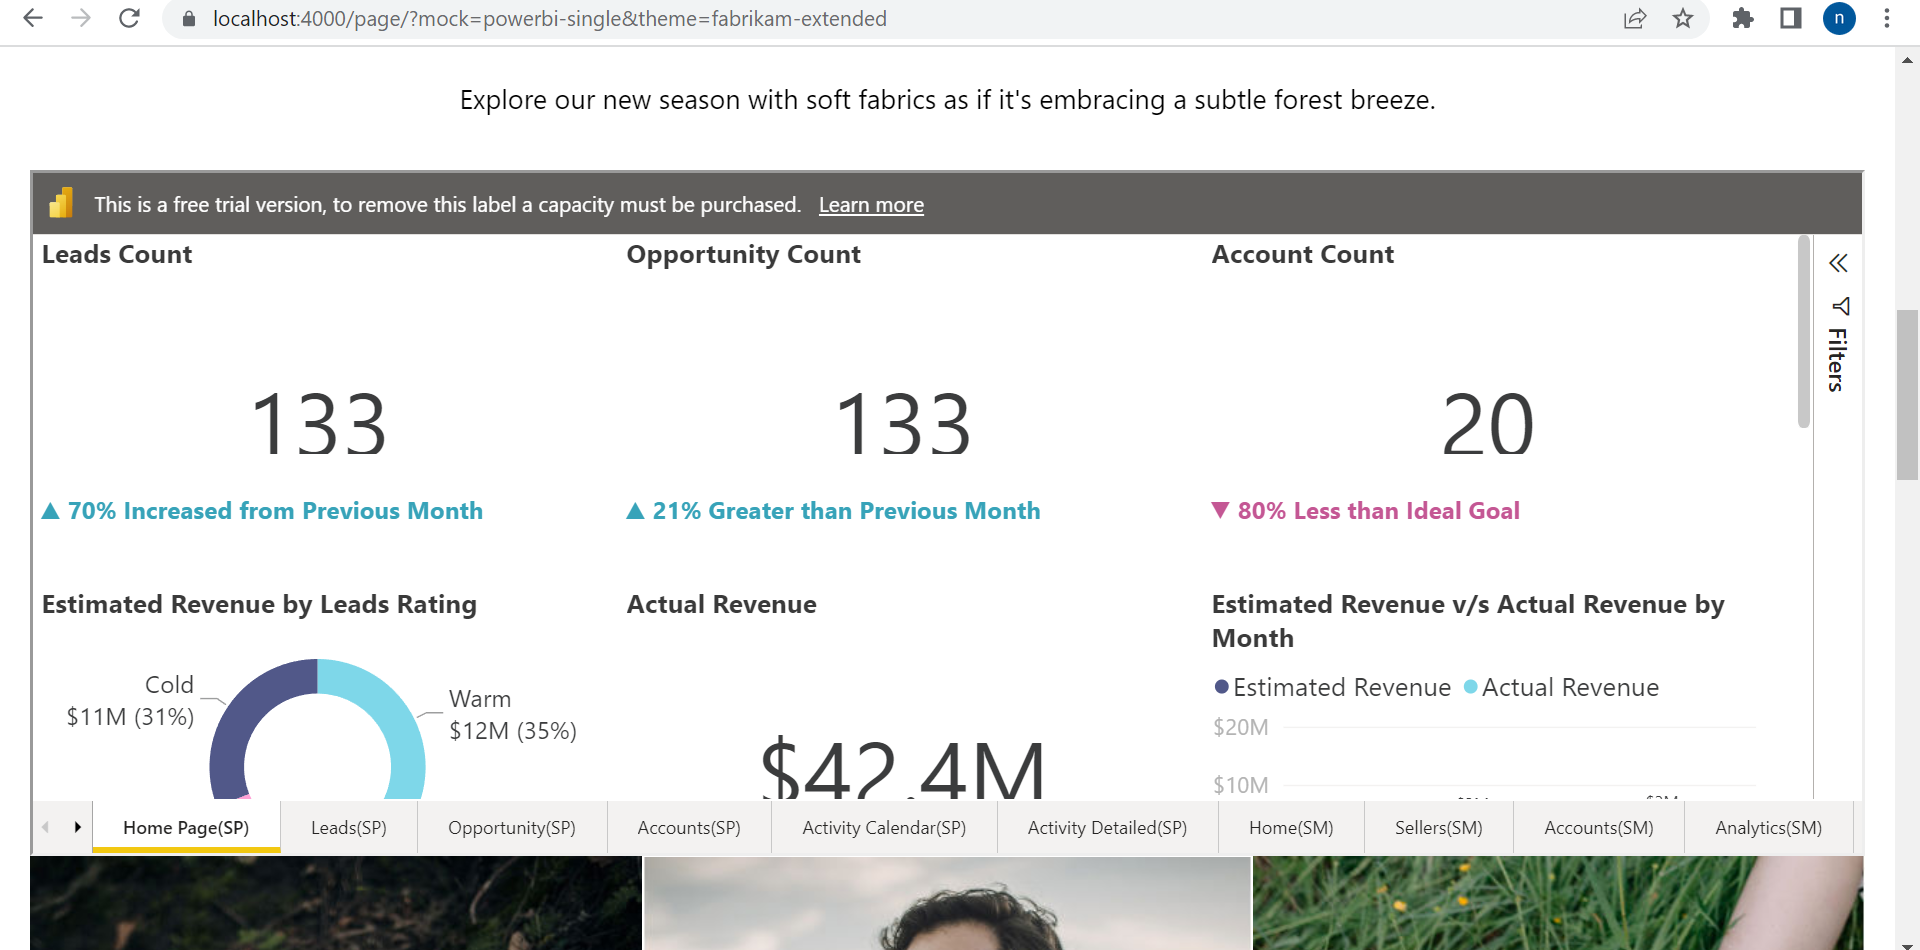 localhost:4000/page/?mock=powerbi-single&theme=fabrikam-extended
n
Explore our new season with soft fabrics as if it's embracing a subtle forest breeze.
This is a free trial version, to remove this label a capacity must be purchased. Learn more
Leads Count
133
▲ 70% Increased from Previous Month
Opportunity Count
133
▲ 21% Greater than Previous Month
Account Count
20
▼ 80% Less than Ideal Goal
Filters
Estimated Revenue by Leads Rating
Cold
$11M (31%)
Warm
$12M (35%)
Actual Revenue
$42.4M
Estimated Revenue v/s Actual Revenue by
Month
Estimated Revenue Actual Revenue
$20M
$10M
Home Page(SP) Leads(SP) Opportunity(SP) Accounts(SP) Activity Calendar(SP) Activity Detailed(SP) Home(SM) Sellers(SM) Accounts(SM) Analytics(SM)